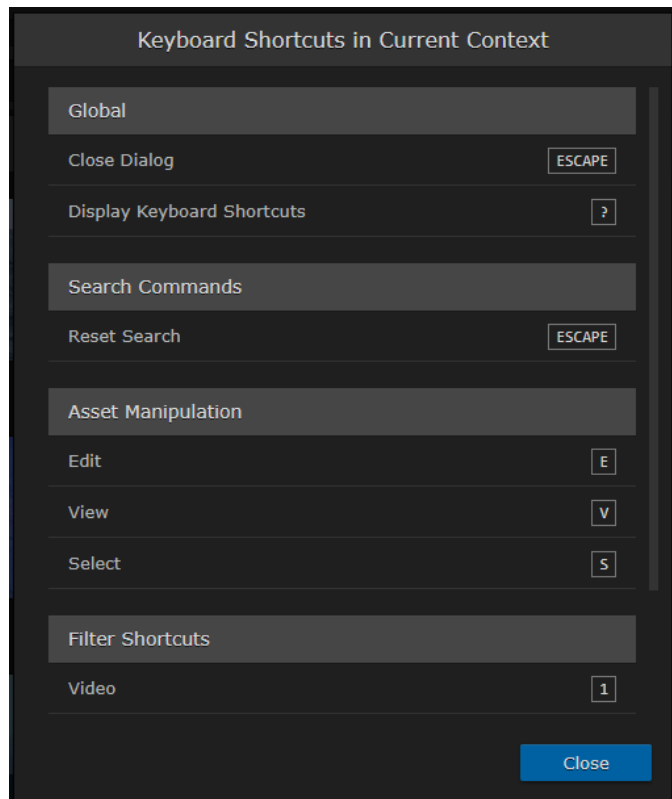 Keyboard Shortcuts in Current Context
Global
Close Dialog ESCAPE
Display Keyboard Shortcuts ?
Search Commands
Reset Search ESCAPE
Asset Manipulation
Edit E
View V
Select S
Filter Shortcuts
Video 1
Close